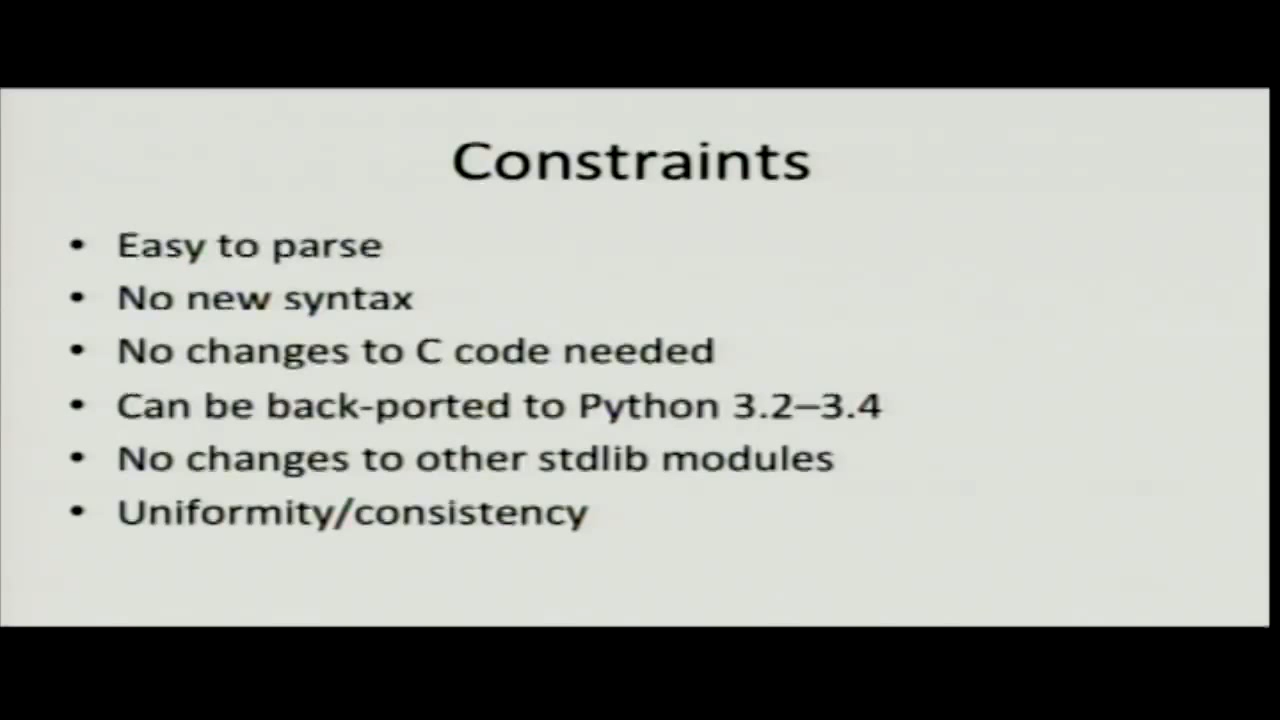 Constraints
• Easy to parse
• No new syntax
• No changes to C code needed
• Can be back-ported to Python 3.2–3.4
• No changes to other stdlib modules
• Uniformity/consistency